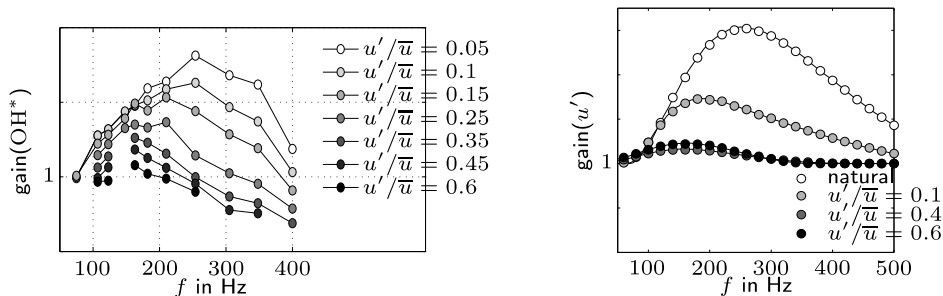 gain(OH*)
1
u′/u̅ = 0.05
u′/u̅ = 0.1
u′/u̅ = 0.15
u′/u̅ = 0.25
u′/u̅ = 0.35
u′/u̅ = 0.45
u′/u̅ = 0.6
100 200 300 400
f in Hz
gain(u′)
1
natural
u′/u̅ = 0.1
u′/u̅ = 0.4
u′/u̅ = 0.6
100 200 300 400 500
f in Hz